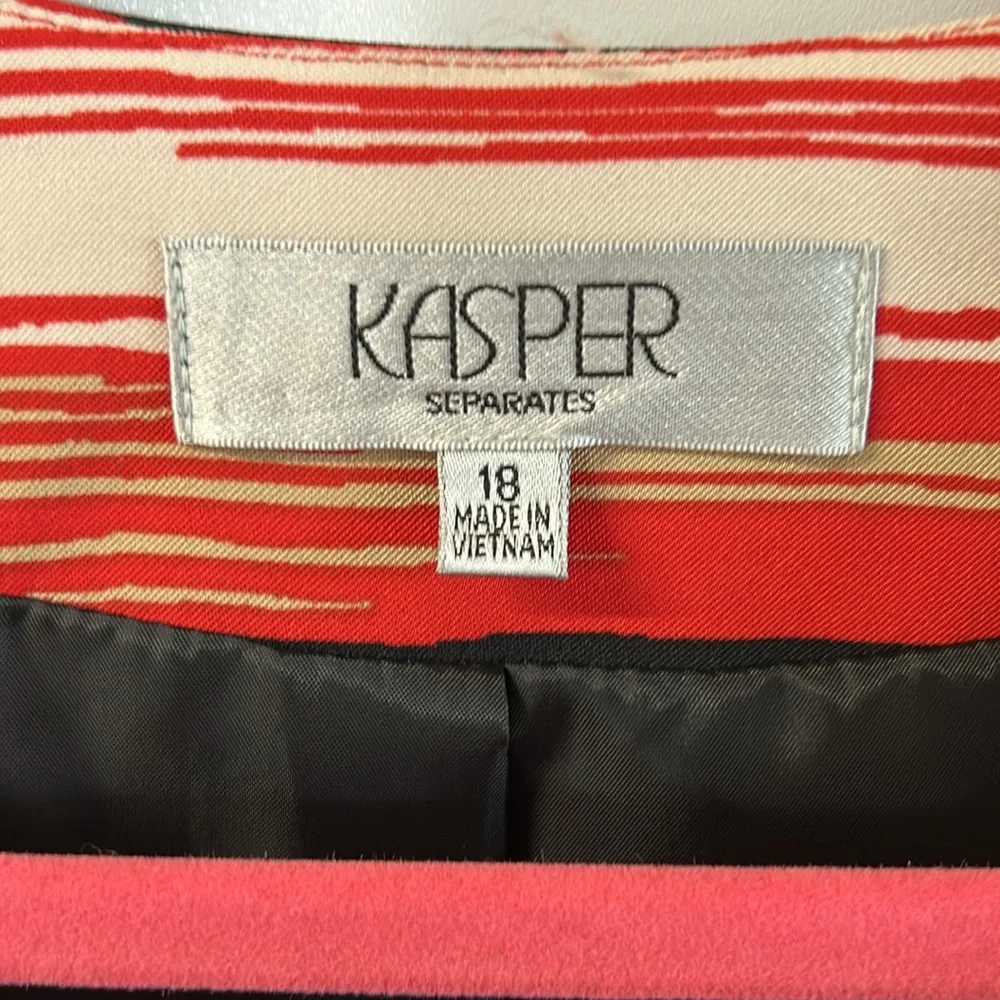 KASPER
SEPARATES
18
MADE IN
VIETNAM